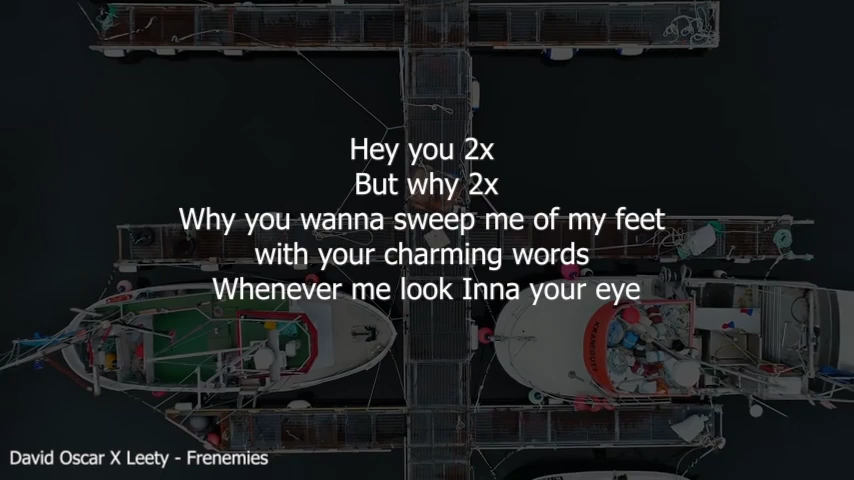 Hey you 2x
But why 2x
Why you wanna sweep me of my feet
with your charming words
Whenever me look Inna your eye
David Oscar X Leety - Frenemies